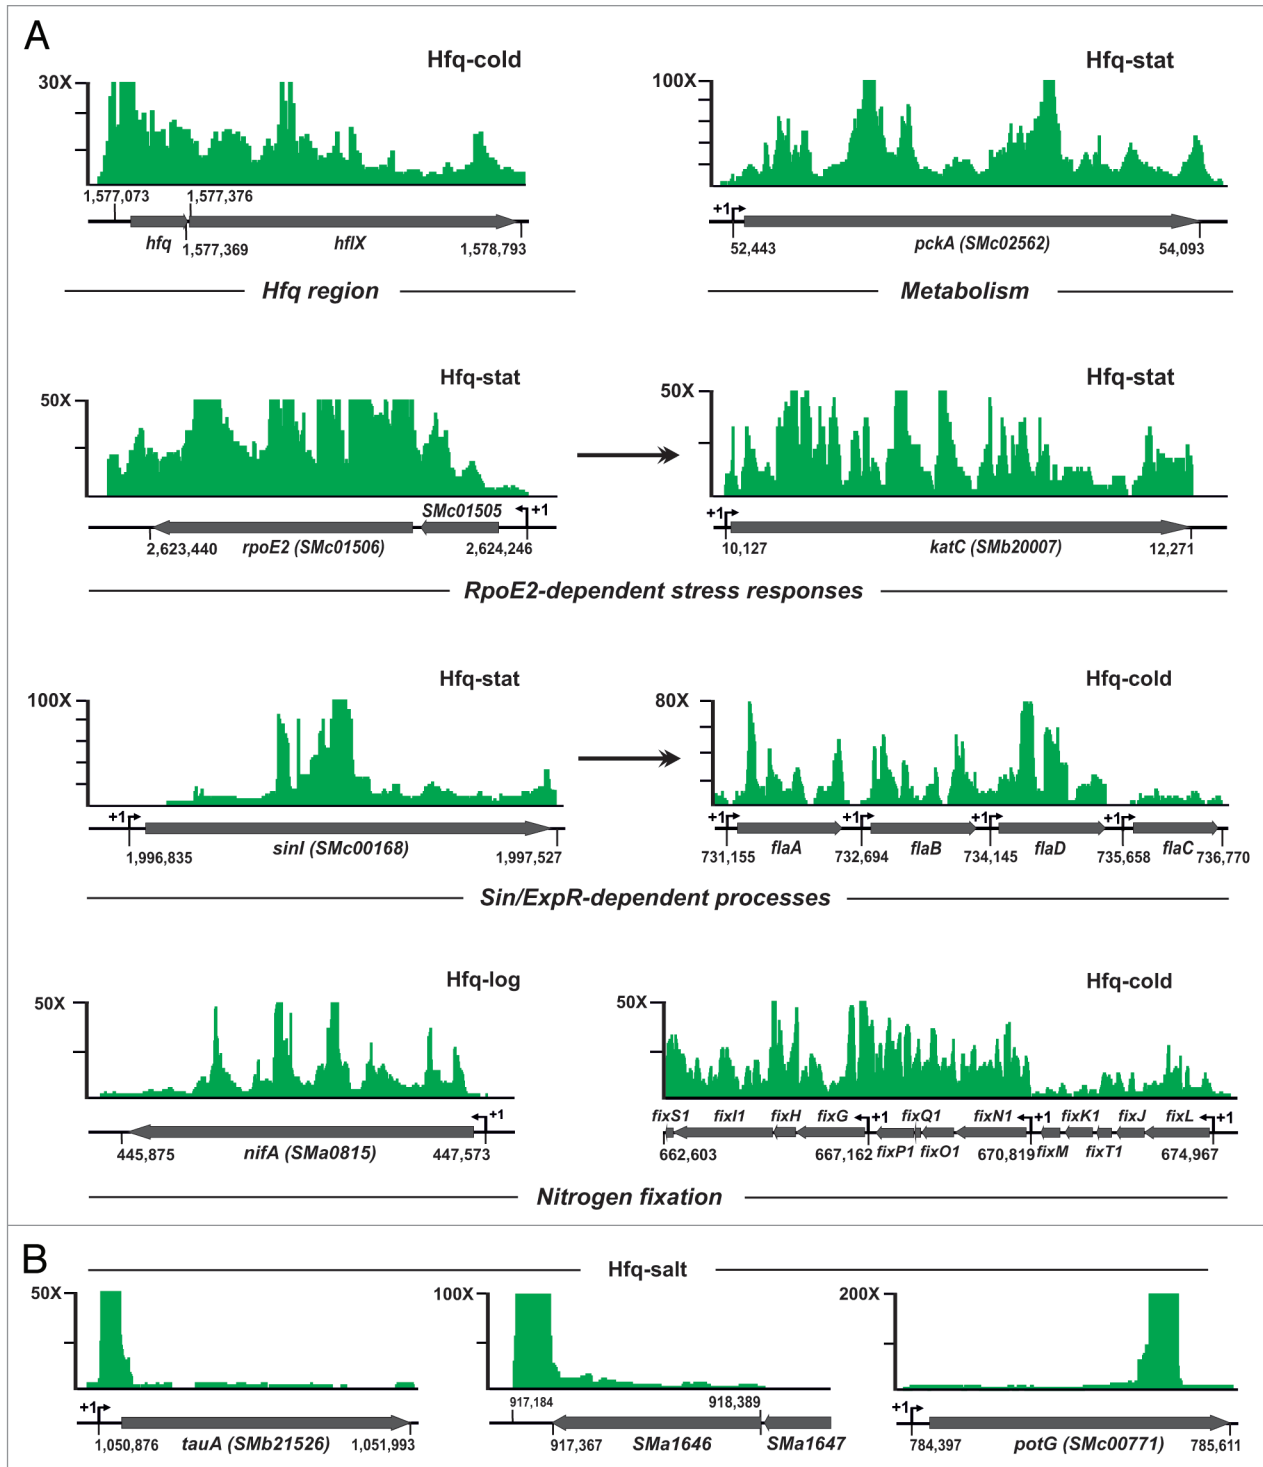 A
Hfq-cold
30X
1,577,073
1,577,376
hfq
1,577,369
hflX
1,578,793
Hfq region
Hfq-stat
100X
+1
52,443
pckA (SMc02562)
54,093
Metabolism
Hfq-stat
50X
SMc01505
+1
2,623,440
rpoE2 (SMc01506)
2,624,246
Hfq-stat
50X
+1
10,127
katC (SMb20007)
12,271
RpoE2-dependent stress responses
Hfq-stat
100X
+1
1,996,835
sinI (SMc00168)
1,997,527
Hfq-cold
80X
+1
+1
+1
+1
731,155
flaA
732,694
flaB
734,145
flaD
735,658
flaC
736,770
Sin/ExpR-dependent processes
Hfq-log
50X
+1
445,875
nifA (SMa0815)
447,573
Hfq-cold
50X
fixS1
fixI1
fixH
fixG
+1
fixQ1
fixN1
+1
fixK1
fixJ
fixL
+1
662,603
667,162
fixP1
fixO1
670,819
fixM
fixT1
674,967
Nitrogen fixation
B
Hfq-salt
50X
+1
1,050,876
tauA (SMb21526)
1,051,993
100X
917,184
918,389
917,367
SMa1646
SMa1647
200X
+1
784,397
potG (SMc00771)
785,611